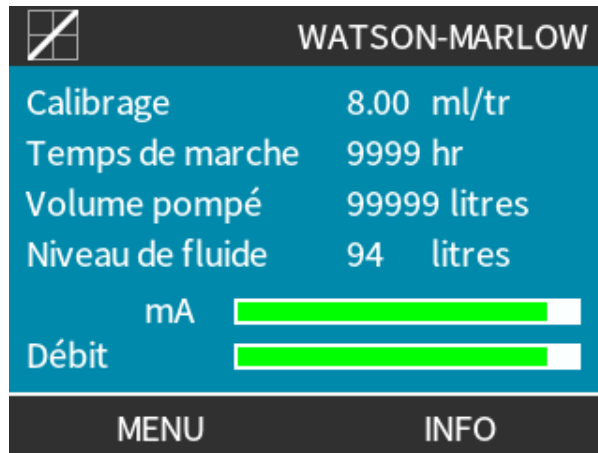 WATSON-MARLOW
Calibrage 8.00 ml/tr
Temps de marche 9999 hr
Volume pompé 99999 litres
Niveau de fluide 94 litres
mA
Débit
MENU INFO